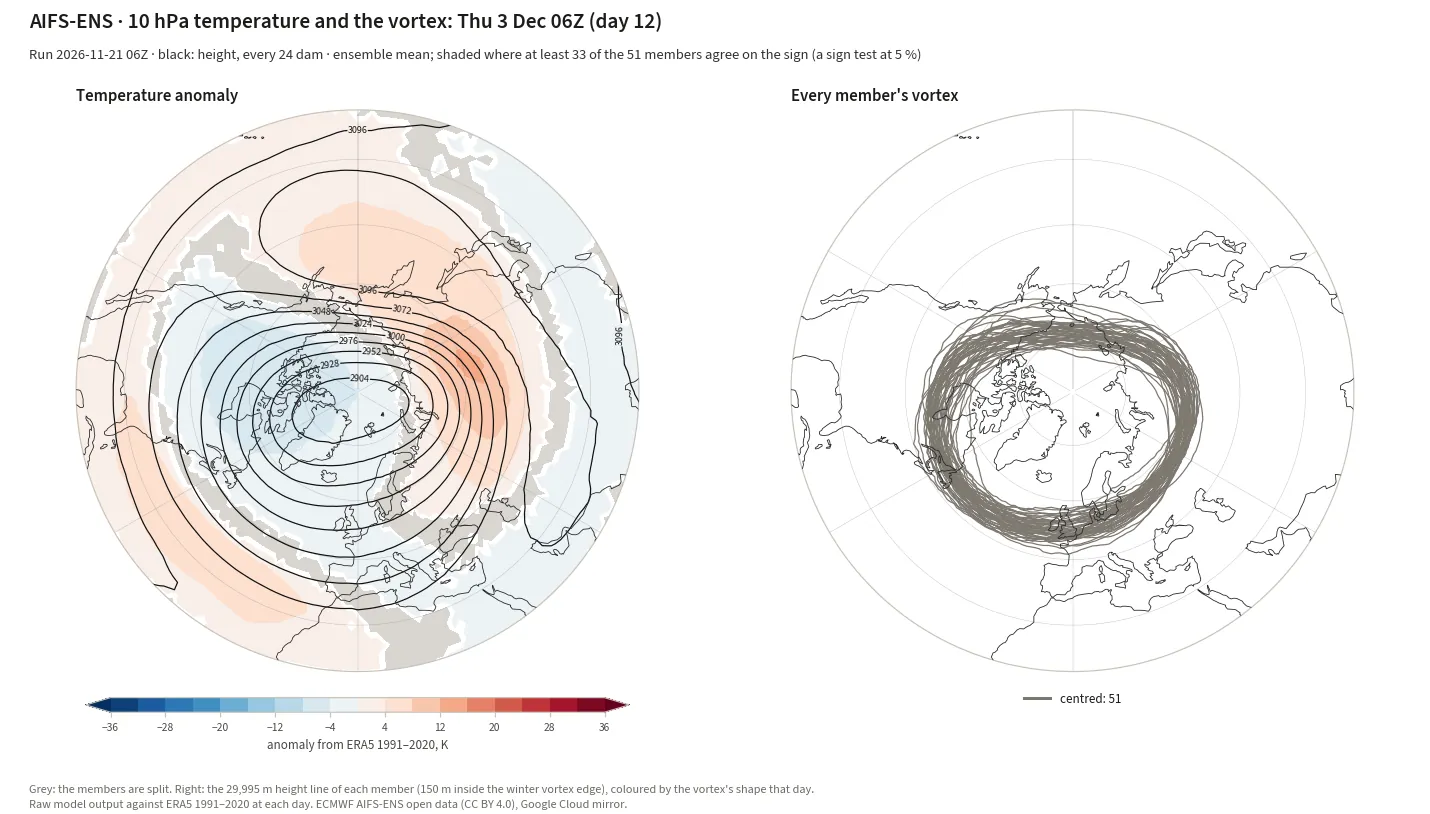 AIFS-ENS · 10 hPa temperature and the vortex: Thu 3 Dec 06Z (day 12)
Run 2026-11-21 06Z · black: height, every 24 dam · ensemble mean; shaded where at least 33 of the 51 members agree on the sign (a sign test at 5 %)
Temperature anomaly
Every member's vortex
3096
3096
3096
3072
3048
3024
3000
2976
2952
2928
2904
centred: 51
−36 −28 −20 −12 −4 4 12 20 28 36
anomaly from ERA5 1991–2020, K
Grey: the members are split. Right: the 29,995 m height line of each member (150 m inside the winter vortex edge), coloured by the vortex's shape that day.
Raw model output against ERA5 1991–2020 at each day. ECMWF AIFS-ENS open data (CC BY 4.0), Google Cloud mirror.